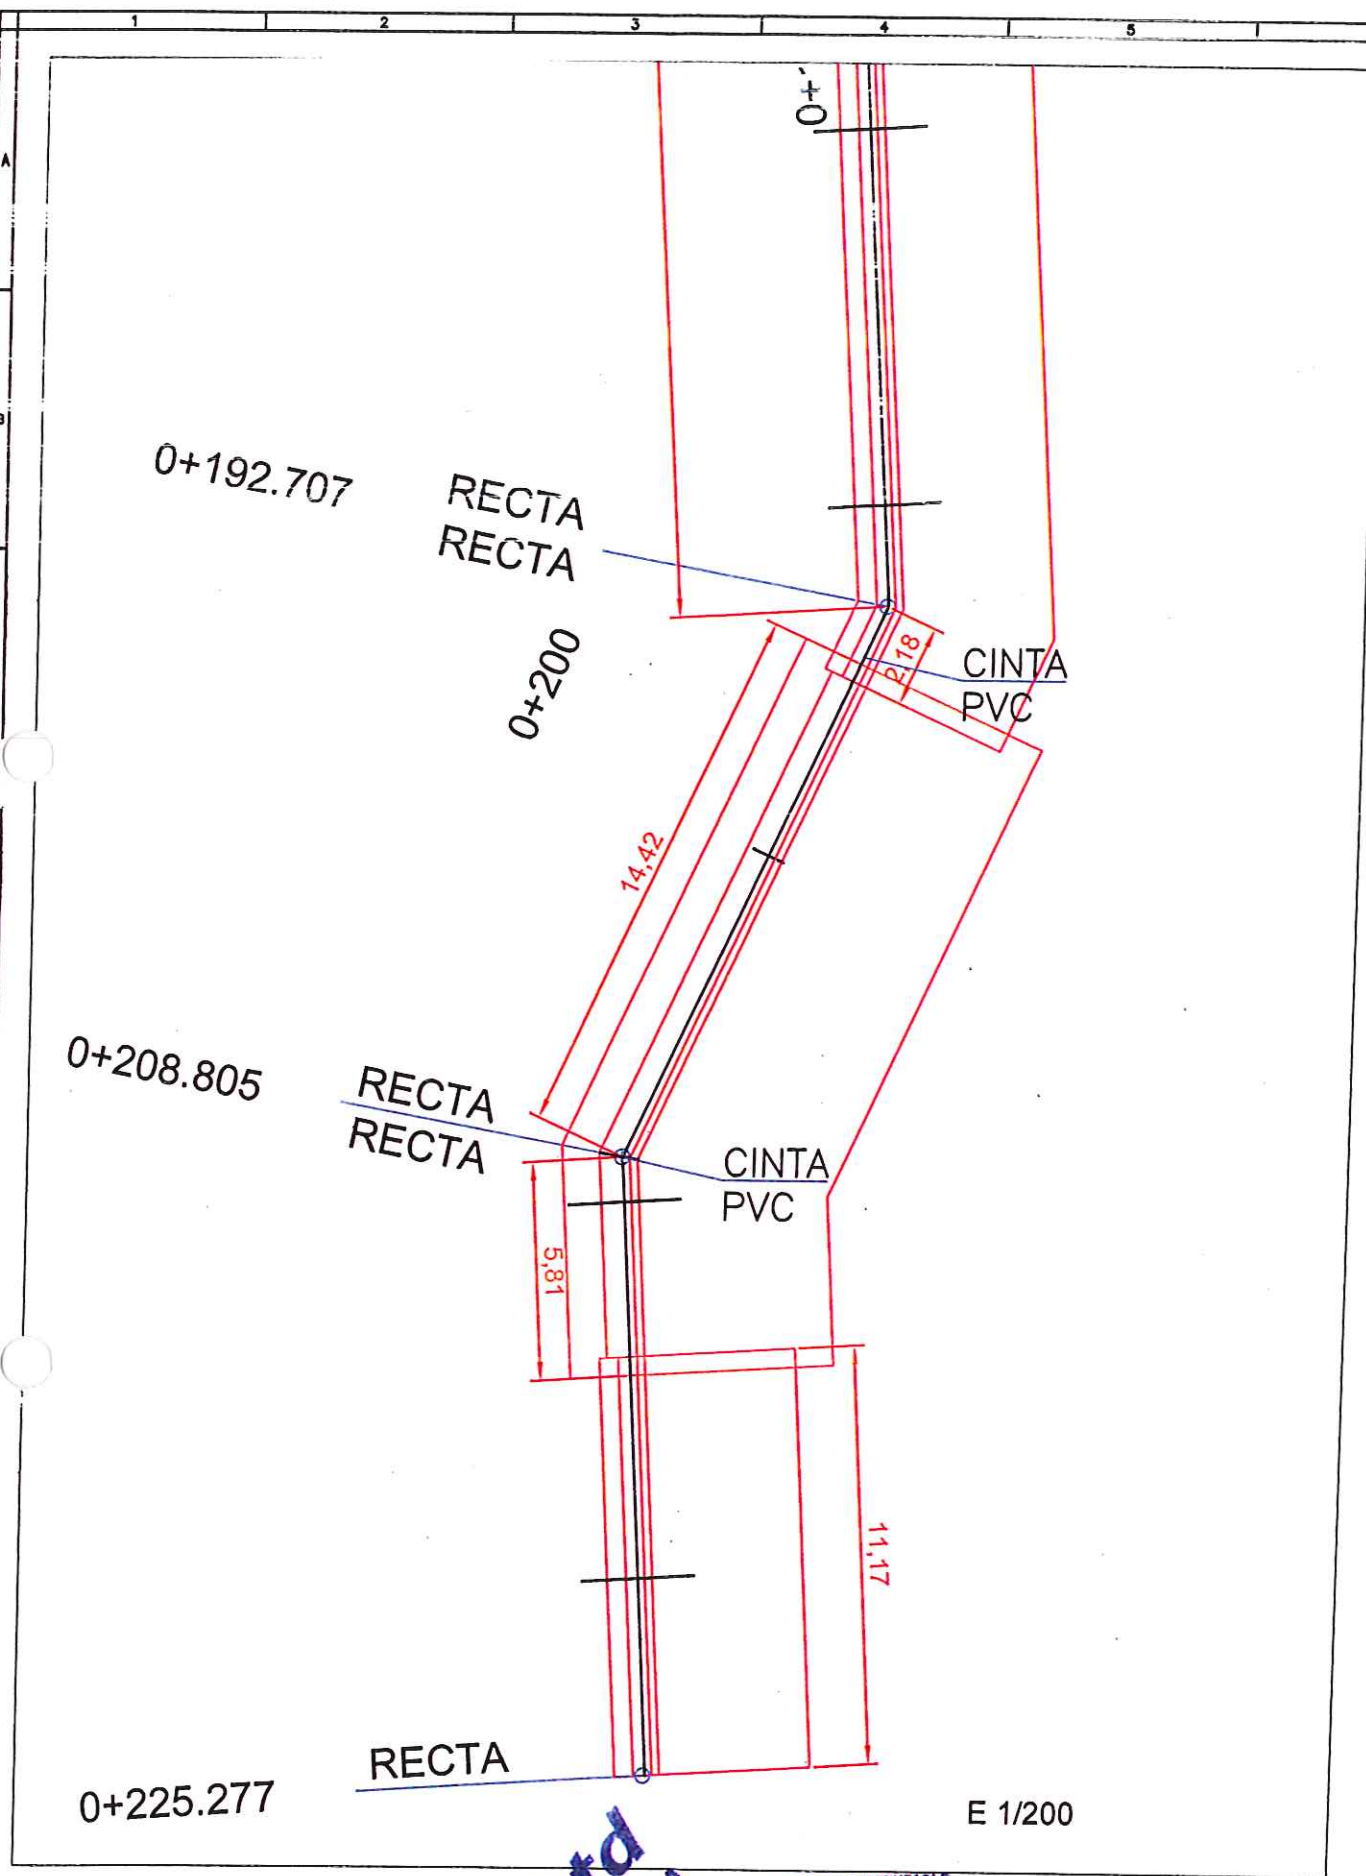 1 2 3 4 5
A
0+
0+192.707
RECTA
RECTA
2,18
CINTA
PVC
0+200
14,42
0+208.805
RECTA
RECTA
CINTA
PVC
5,81
11,17
RECTA
0+225.277
E 1/200